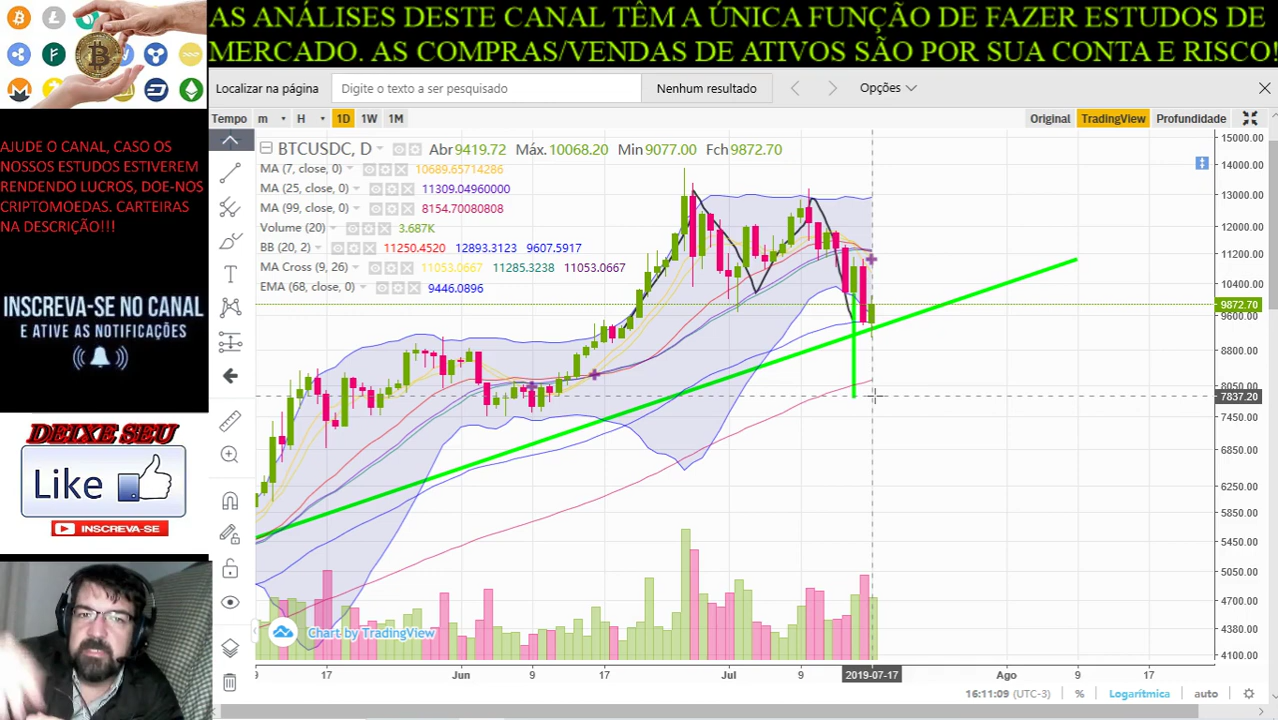 AS ANÁLISES DESTE CANAL TÊM A ÚNICA FUNÇÃO DE FAZER ESTUDOS DE
MERCADO. AS COMPRAS/VENDAS DE ATIVOS SÃO POR SUA CONTA E RISCO!
AJUDE O CANAL, CASO OS
NOSSOS ESTUDOS ESTIVEREM
RENDENDO LUCROS, DOE-NOS
CRIPTOMOEDAS. CARTEIRAS
NA DESCRIÇÃO!!!
INSCREVA-SE NO CANAL
E ATIVE AS NOTIFICAÇÕES
DEIXE SEU
Like
INSCREVA-SE
Localizar na página
Digite o texto a ser pesquisado
Nenhum resultado
Opções
Tempo m H 1D 1W 1M
Original TradingView Profundidade
BTCUSDC, D Abr 9419.72 Máx. 10068.20 Min 9077.00 Fch 9872.70
MA (7, close, 0) 10689.65714286
MA (25, close, 0) 11309.04960000
MA (99, close, 0) 8154.70080808
Volume (20) 3.687K
BB (20, 2) 11250.4520 12893.3123 9607.5917
MA Cross (9, 26) 11053.0667 11285.3238 11053.0667
EMA (68, close, 0) 9446.0896
15000.00
14000.00
13000.00
12000.00
11200.00
10400.00
9872.70
9600.00
8800.00
8050.00
7837.20
7450.00
6850.00
6250.00
5850.00
5450.00
5050.00
4700.00
4380.00
4100.00
Chart by TradingView
9 17 Jun 9 17 Jul 9 2019-07-17 Ago 9 17
16:11:09 (UTC-3) % Logarítmica auto